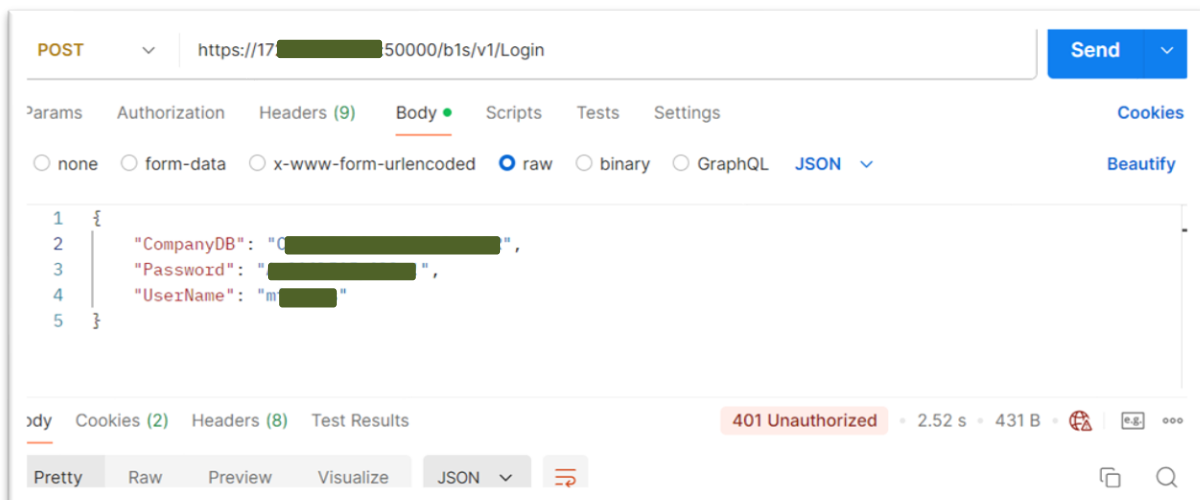 POST https://17 :50000/b1s/v1/Login Send
Params Authorization Headers (9) Body Scripts Tests Settings Cookies
none form-data x-www-form-urlencoded raw binary GraphQL JSON Beautify
1 {
2 "CompanyDB": "C ",
3 "Password": " ",
4 "UserName": "m "
5 }
Body Cookies (2) Headers (8) Test Results 401 Unauthorized • 2.52 s • 431 B • e.g.
Pretty Raw Preview Visualize JSON